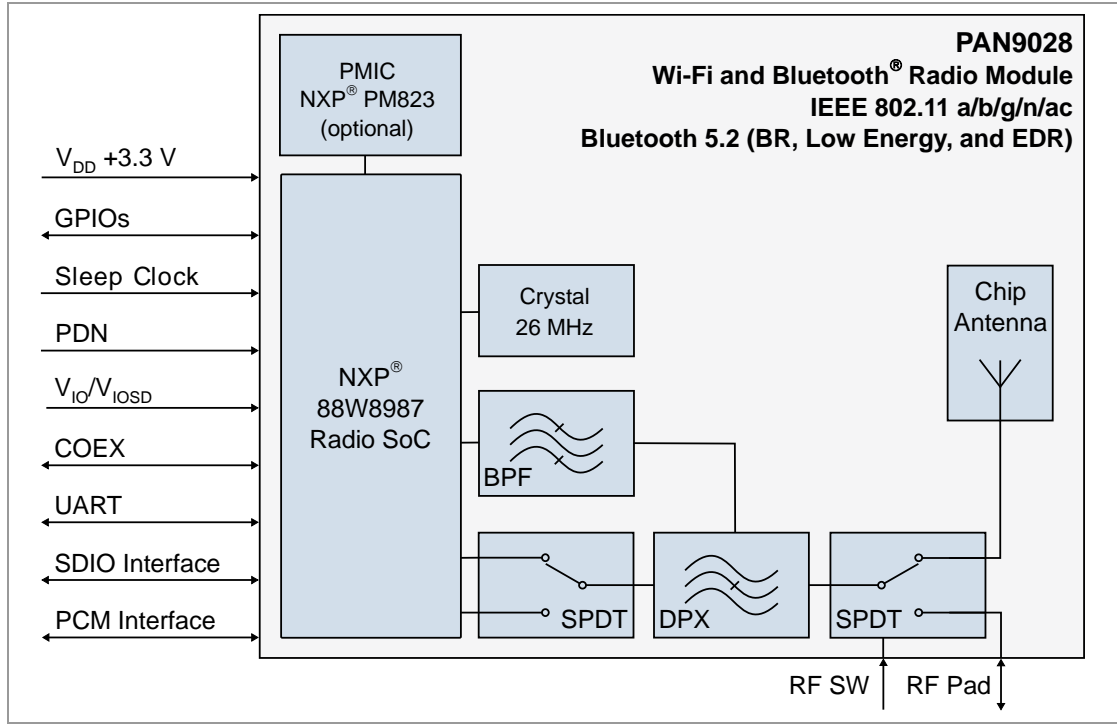 PAN9028
Wi-Fi and Bluetooth® Radio Module
IEEE 802.11 a/b/g/n/ac
Bluetooth 5.2 (BR, Low Energy, and EDR)
PMIC
NXP® PM823
(optional)
VDD +3.3 V
GPIOs
Sleep Clock
PDN
VIO/VIOSD
COEX
UART
SDIO Interface
PCM Interface
NXP®
88W8987
Radio SoC
Crystal
26 MHz
BPF
SPDT
DPX
SPDT
Chip
Antenna
RF SW
RF Pad